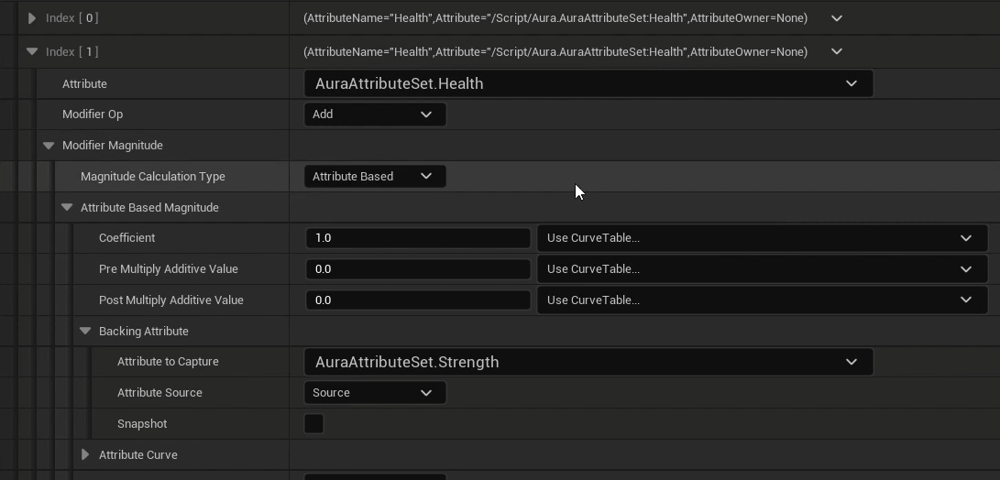 Index [ 0 ] (AttributeName="Health",Attribute="/Script/Aura.AuraAttributeSet:Health",AttributeOwner=None)
Index [ 1 ] (AttributeName="Health",Attribute="/Script/Aura.AuraAttributeSet:Health",AttributeOwner=None)
Attribute AuraAttributeSet.Health
Modifier Op Add
Modifier Magnitude
Magnitude Calculation Type Attribute Based
Attribute Based Magnitude
Coefficient 1.0 Use CurveTable...
Pre Multiply Additive Value 0.0 Use CurveTable...
Post Multiply Additive Value 0.0 Use CurveTable...
Backing Attribute
Attribute to Capture AuraAttributeSet.Strength
Attribute Source Source
Snapshot
Attribute Curve